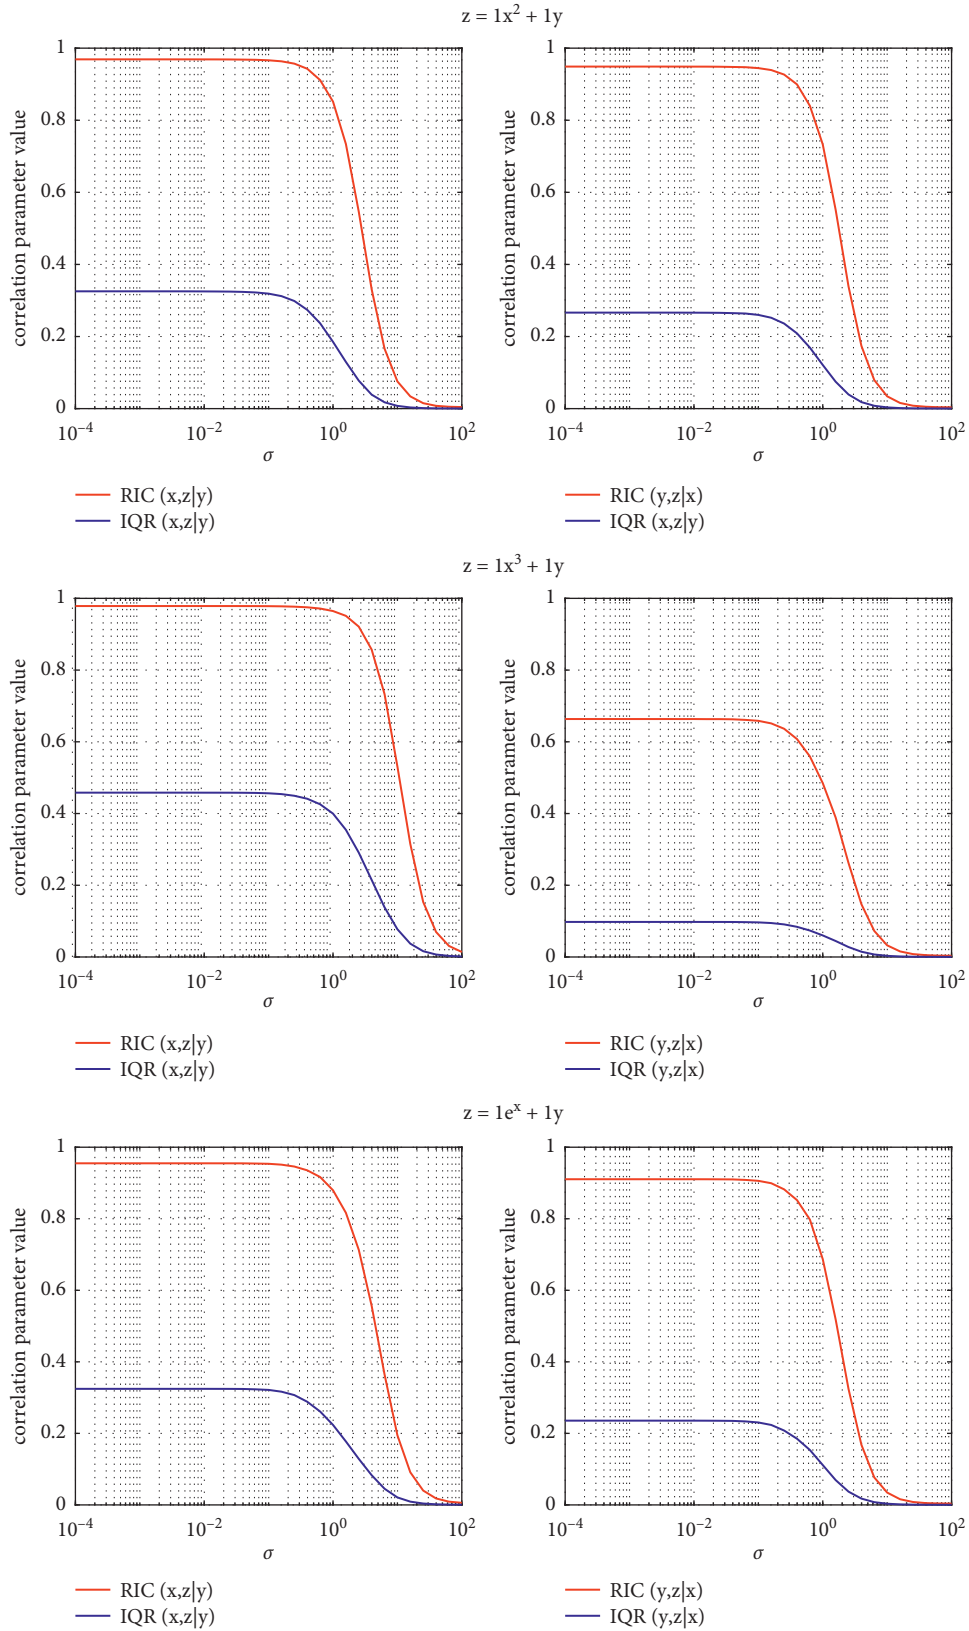 z = 1x² + 1y
correlation parameter value
1
0.8
0.6
0.4
0.2
0
10⁻⁴ 10⁻² 10⁰ 10²
σ
RIC (x,z|y)
IQR (x,z|y)
correlation parameter value
1
0.8
0.6
0.4
0.2
0
10⁻⁴ 10⁻² 10⁰ 10²
σ
RIC (y,z|x)
IQR (x,z|y)
z = 1x³ + 1y
correlation parameter value
1
0.8
0.6
0.4
0.2
0
10⁻⁴ 10⁻² 10⁰ 10²
σ
RIC (x,z|y)
IQR (x,z|y)
correlation parameter value
1
0.8
0.6
0.4
0.2
0
10⁻⁴ 10⁻² 10⁰ 10²
σ
RIC (y,z|x)
IQR (y,z|x)
z = 1eˣ + 1y
correlation parameter value
1
0.8
0.6
0.4
0.2
0
10⁻⁴ 10⁻² 10⁰ 10²
σ
RIC (x,z|y)
IQR (x,z|y)
correlation parameter value
1
0.8
0.6
0.4
0.2
0
10⁻⁴ 10⁻² 10⁰ 10²
σ
RIC (y,z|x)
IQR (y,z|x)